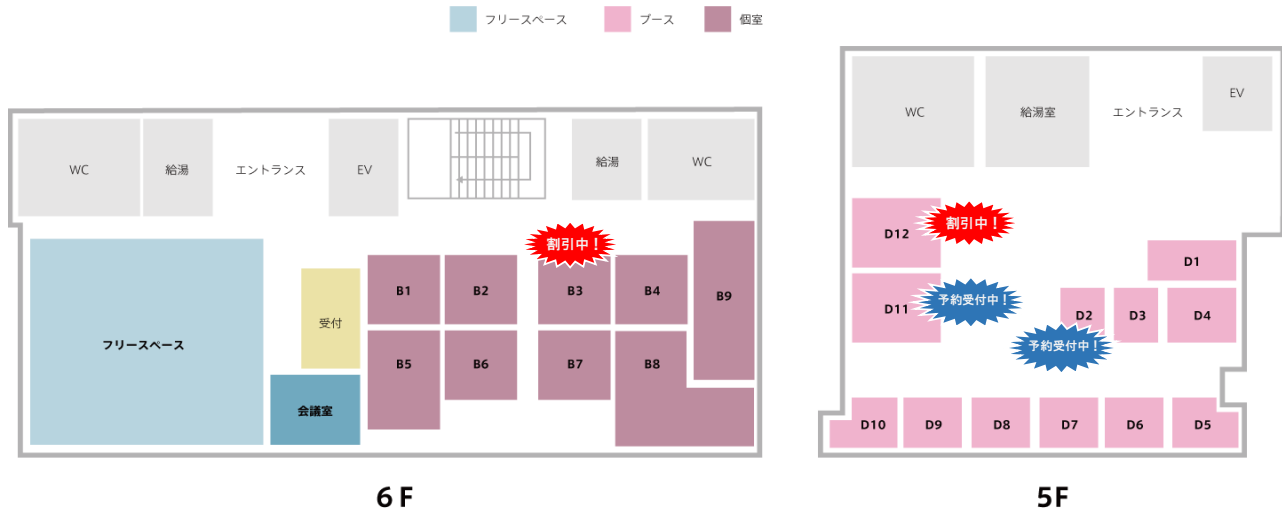 フリースペース
ブース
個室
WC
給湯
エントランス
EV
給湯
WC
割引中！
B1
B2
B3
B4
B9
受付
フリースペース
B5
B6
B7
B8
会議室
6F
WC
給湯室
エントランス
EV
D12
割引中！
D1
D11
予約受付中！
D2
D3
D4
予約受付中！
D10
D9
D8
D7
D6
D5
5F